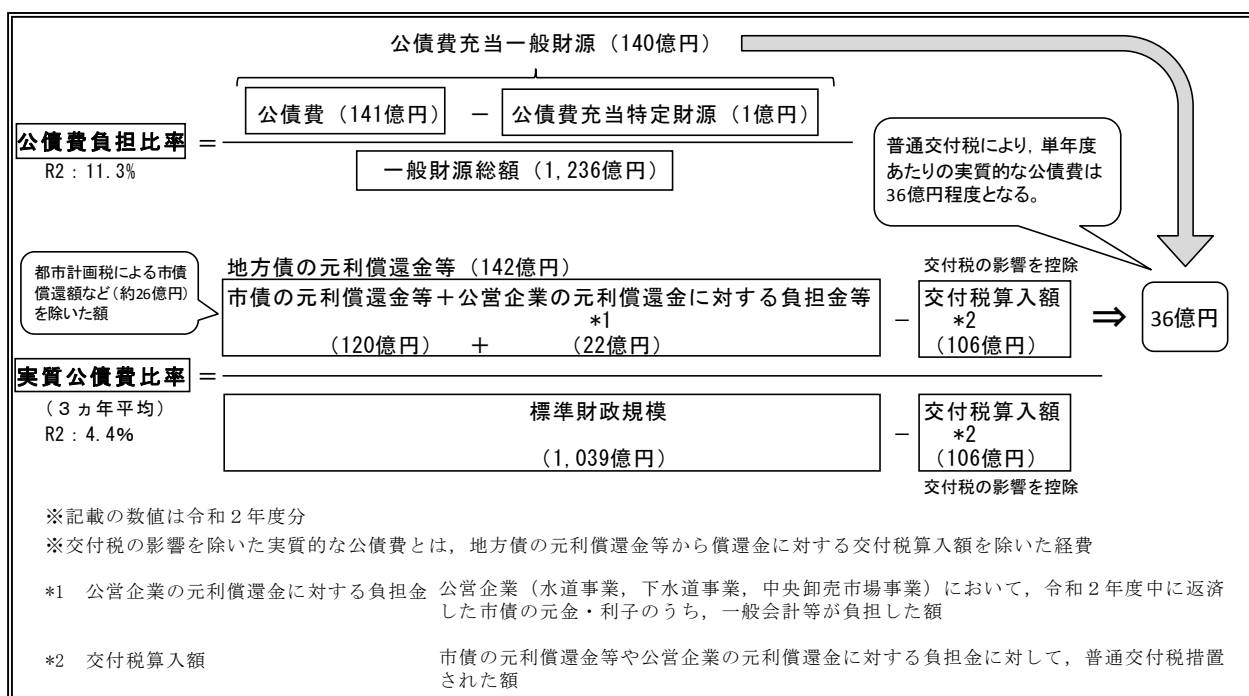 公債費充当一般財源（140億円）
公債費（141億円） － 公債費充当特定財源（1億円）
公債費負担比率 ＝
R2：11.3%
一般財源総額（1,236億円）
普通交付税により，単年度
あたりの実質的な公債費は
36億円程度となる。
都市計画税による市債
償還額など（約26億円）
を除いた額
地方債の元利償還金等（142億円）
市債の元利償還金等＋公営企業の元利償還金に対する負担金等
*1
（120億円） ＋ （22億円）
－
交付税の影響を控除
交付税算入額
*2
（106億円）
⇒ 36億円
実質公債費比率 ＝
（３ヵ年平均）
R2：4.4％
標準財政規模
（1,039億円）
－
交付税算入額
*2
（106億円）
交付税の影響を控除
※記載の数値は令和２年度分
※交付税の影響を除いた実質的な公債費とは，地方債の元利償還金等から償還金に対する交付税算入額を除いた経費
*1 公営企業の元利償還金に対する負担金 公営企業（水道事業，下水道事業，中央卸売市場事業）において，令和２年度中に返済
した市債の元金・利子のうち，一般会計等が負担した額
*2 交付税算入額 市債の元利償還金等や公営企業の元利償還金に対する負担金に対して，普通交付税措置
された額